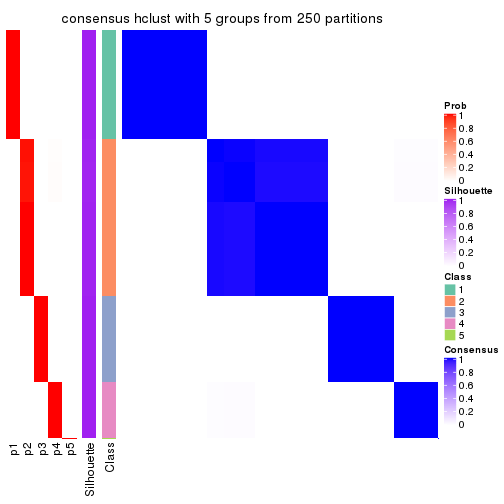 consensus hclust with 5 groups from 250 partitions
Prob
1
0.8
0.6
0.4
0.2
0
Silhouette
1
0.8
0.6
0.4
0.2
0
Class
1
2
3
4
5
Consensus
1
0.8
0.6
0.4
0.2
0
p1
p2
p3
p4
p5
Silhouette
Class